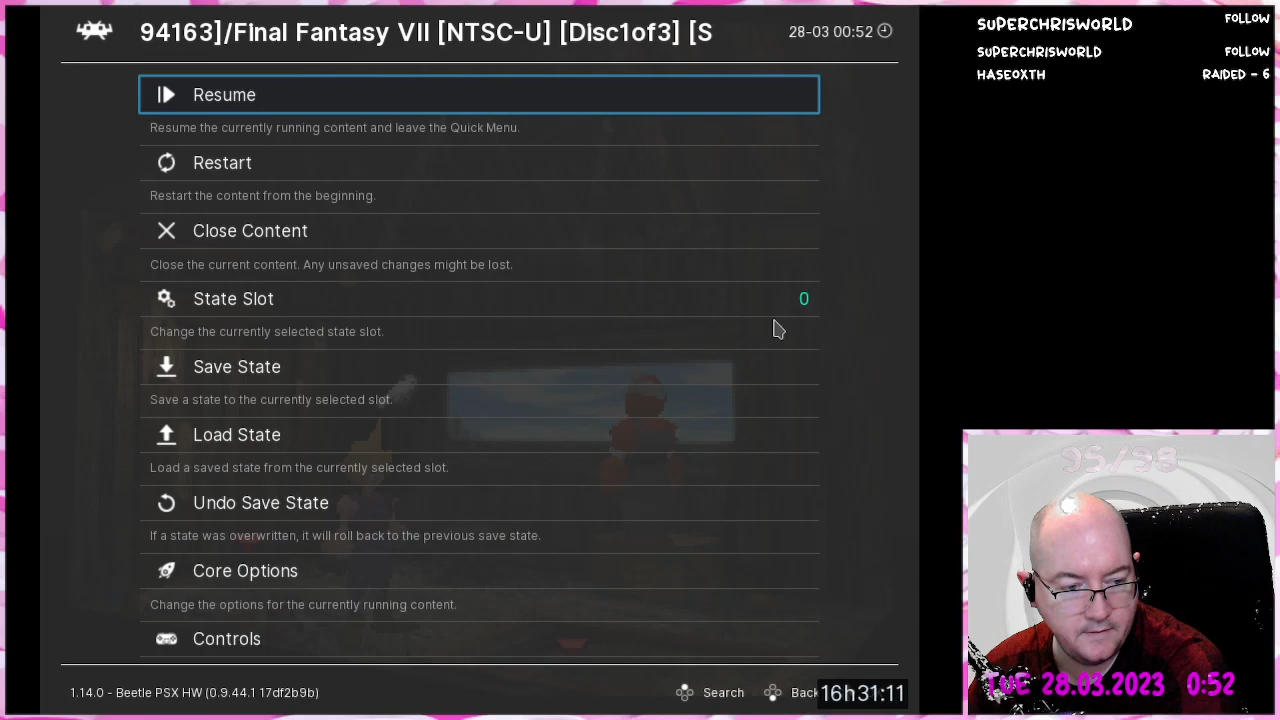 94163]/Final Fantasy VII [NTSC-U] [Disc1of3] [S
28-03 00:52
Resume
Resume the currently running content and leave the Quick Menu.
Restart
Restart the content from the beginning.
Close Content
Close the current content. Any unsaved changes might be lost.
State Slot 0
Change the currently selected state slot.
Save State
Save a state to the currently selected slot.
Load State
Load a saved state from the currently selected slot.
Undo Save State
If a state was overwritten, it will roll back to the previous save state.
Core Options
Change the options for the currently running content.
Controls
1.14.0 - Beetle PSX HW (0.9.44.1 17df2b9b)
Search
Back
16h31:11
SUPERCHRISWORLD FOLLOW
SUPERCHRISWORLD FOLLOW
HASEOXTH RAIDED - 6
95/98
TUE 28.03.2023 0:52